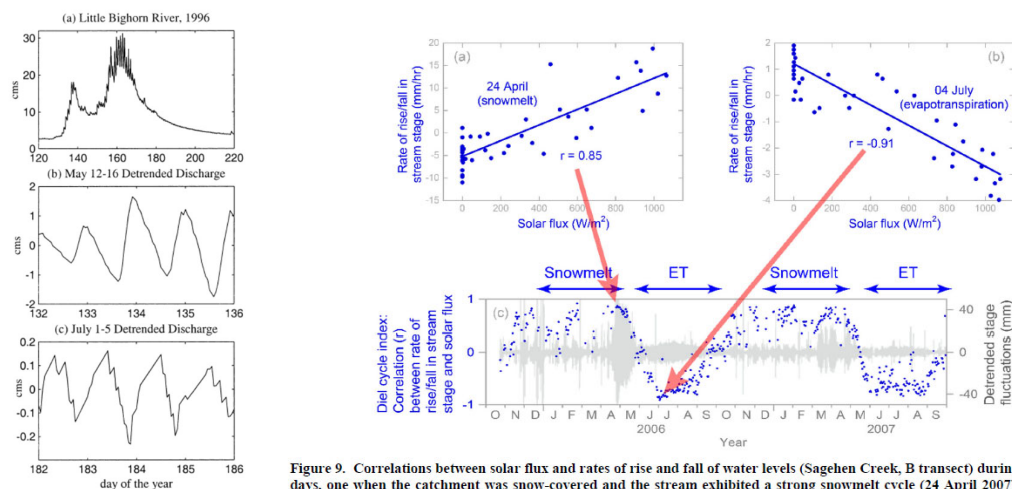 (a) Little Bighorn River, 1996
30
20
10
0
cms
120 140 160 180 200 220
(b) May 12-16 Detrended Discharge
2
1
0
-1
-2
cms
132 133 134 135 136
(c) July 1-5 Detrended Discharge
0.2
0.1
0
-0.1
-0.2
cms
182 183 184 185 186
day of the year
(a)
24 April
(snowmelt)
r = 0.85
Rate of rise/fall in
stream stage (mm/hr)
20
15
10
5
0
-5
-10
-15
0 200 400 600 800 1000
Solar flux (W/m²)
(b)
04 July
(evapotranspiration)
r = -0.91
Rate of rise/fall in
stream stage (mm/hr)
2
1
0
-1
-2
-3
-4
0 200 400 600 800 1000
Solar flux (W/m²)
Snowmelt ET Snowmelt ET
(c)
Diel cycle index:
Correlation (r)
between rate of
rise/fall in stream
stage and solar flux
1
0
-1
40
0
-40
Detrended stage
fluctuations (mm)
O N D J F M A M J J A S O N D J F M A M J J A S
2006 2007
Year
Figure 9. Correlations between solar flux and rates of rise and fall of water levels (Sagehen Creek, B transect) durin
days, one when the catchment was snow-covered and the stream exhibited a strong snowmelt cycle (24 April 2007